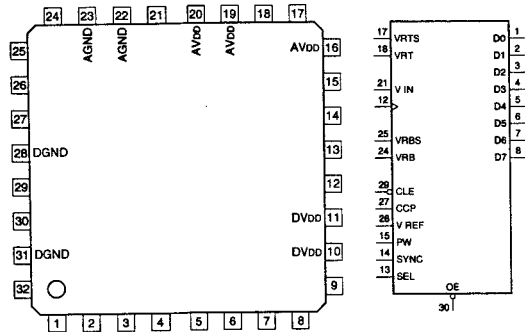 24 23 22 21 20 19 18 17
AGND AGND AVDD AVDD
25 AVDD 16
26 15
27 14
28 DGND 13
29 12
30 DVDD 11
31 DGND DVDD 10
32 9
1 2 3 4 5 6 7 8
17 VRTS D0 1
18 VRT D1 2
D2 3
21 V IN D3 4
12 D4 5
D5 6
25 VRBS D6 7
24 VRB D7 8
29 CLE
27 CCP
26 V REF
15 PW
14 SYNC
13 SEL
OE
30